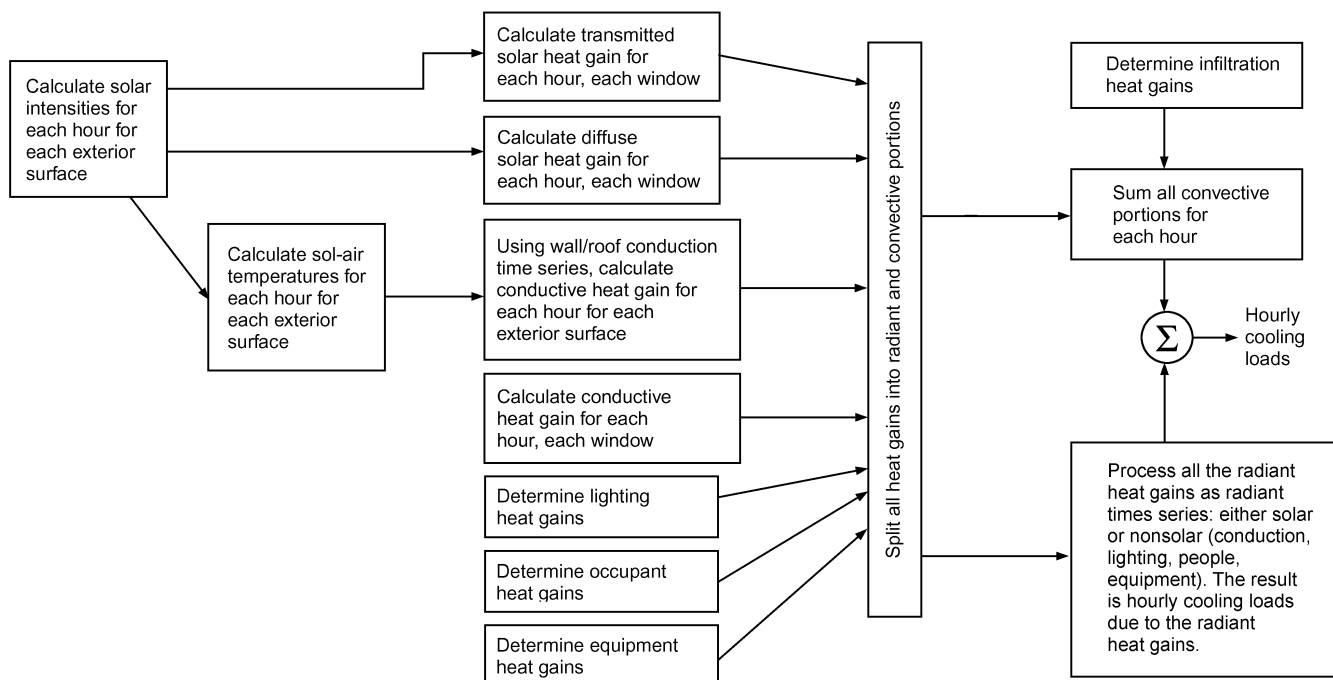 Calculate solar
intensities for
each hour for
each exterior
surface
Calculate transmitted
solar heat gain for
each hour, each window
Calculate diffuse
solar heat gain for
each hour, each window
Calculate sol-air
temperatures for
each hour for
each exterior
surface
Using wall/roof conduction
time series, calculate
conductive heat gain for
each hour for each
exterior surface
Calculate conductive
heat gain for each
hour, each window
Determine lighting
heat gains
Determine occupant
heat gains
Determine equipment
heat gains
Split all heat gains into radiant and convective portions
Determine infiltration
heat gains
Sum all convective
portions for
each hour
Σ
Hourly
cooling
loads
Process all the radiant
heat gains as radiant
times series: either solar
or nonsolar (conduction,
lighting, people,
equipment). The result
is hourly cooling loads
due to the radiant
heat gains.